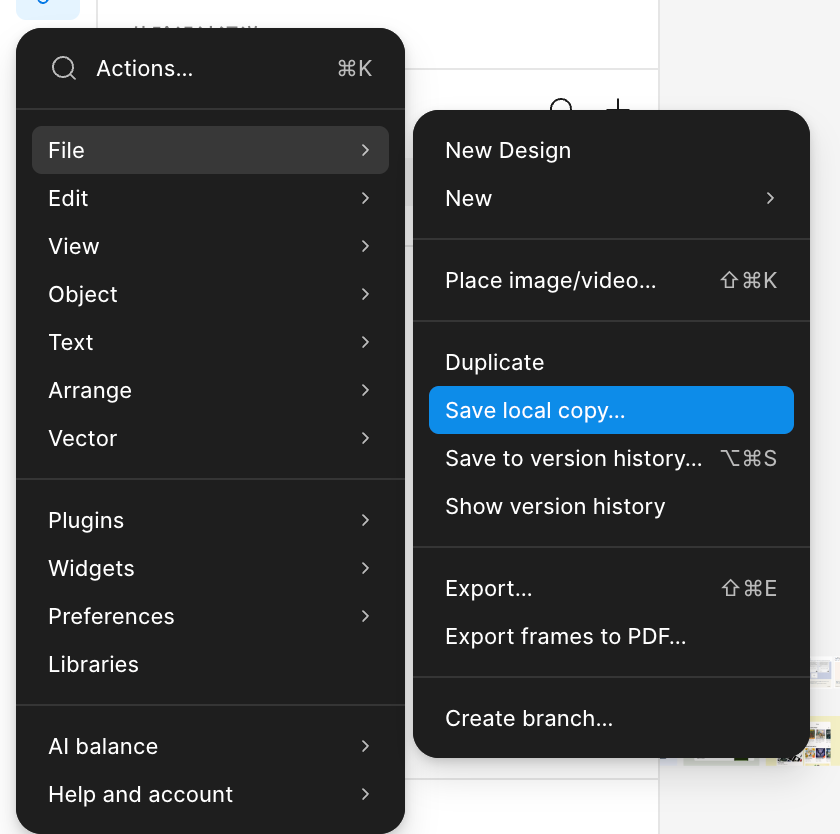 Actions... ⌘K
File
Edit
View
Object
Text
Arrange
Vector
Plugins
Widgets
Preferences
Libraries
AI balance
Help and account
New Design
New
Place image/video... ⇧⌘K
Duplicate
Save local copy...
Save to version history... ⌥⌘S
Show version history
Export... ⇧⌘E
Export frames to PDF...
Create branch...